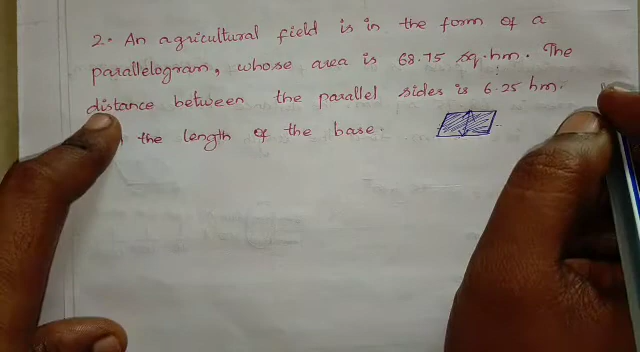 2. An agricultural field is in the form of a
parallelogram, whose area is 68.75 sq.hm. The
distance between the parallel sides is 6.25 hm.
the length of the base.